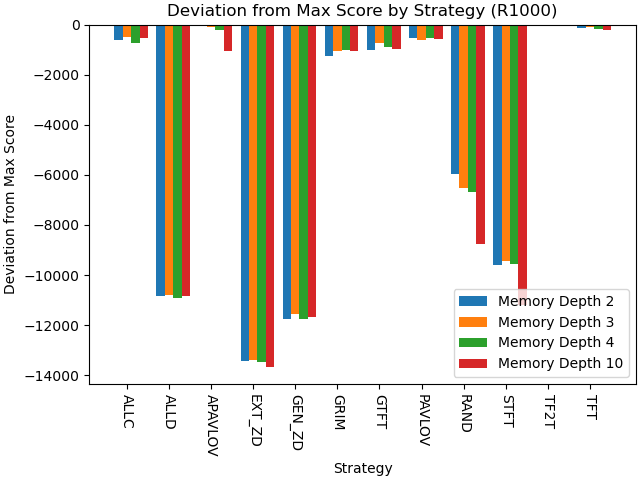 Deviation from Max Score by Strategy (R1000)
Deviation from Max Score
0
−2000
−4000
−6000
−8000
−10000
−12000
−14000
Memory Depth 2
Memory Depth 3
Memory Depth 4
Memory Depth 10
ALLC
ALLD
APAVLOV
EXT_ZD
GEN_ZD
GRIM
GTFT
PAVLOV
RAND
STFT
TF2T
TFT
Strategy